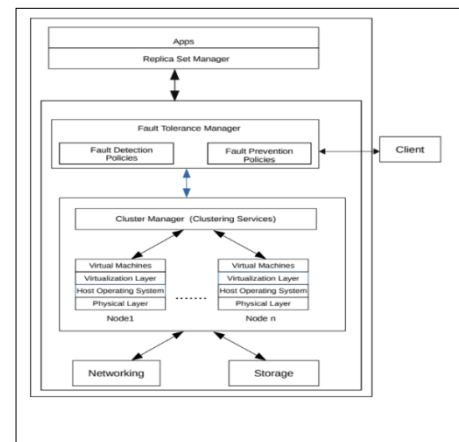 Apps
Replica Set Manager
Fault Tolerance Manager
Fault Detection
Policies
Fault Prevention
Policies
Client
Cluster Manager (Clustering Services)
Virtual Machines
Virtualization Layer
Host Operating System
Physical Layer
Node1
.......
Virtual Machines
Virtualization Layer
Host Operating System
Physical Layer
Node n
Networking
Storage